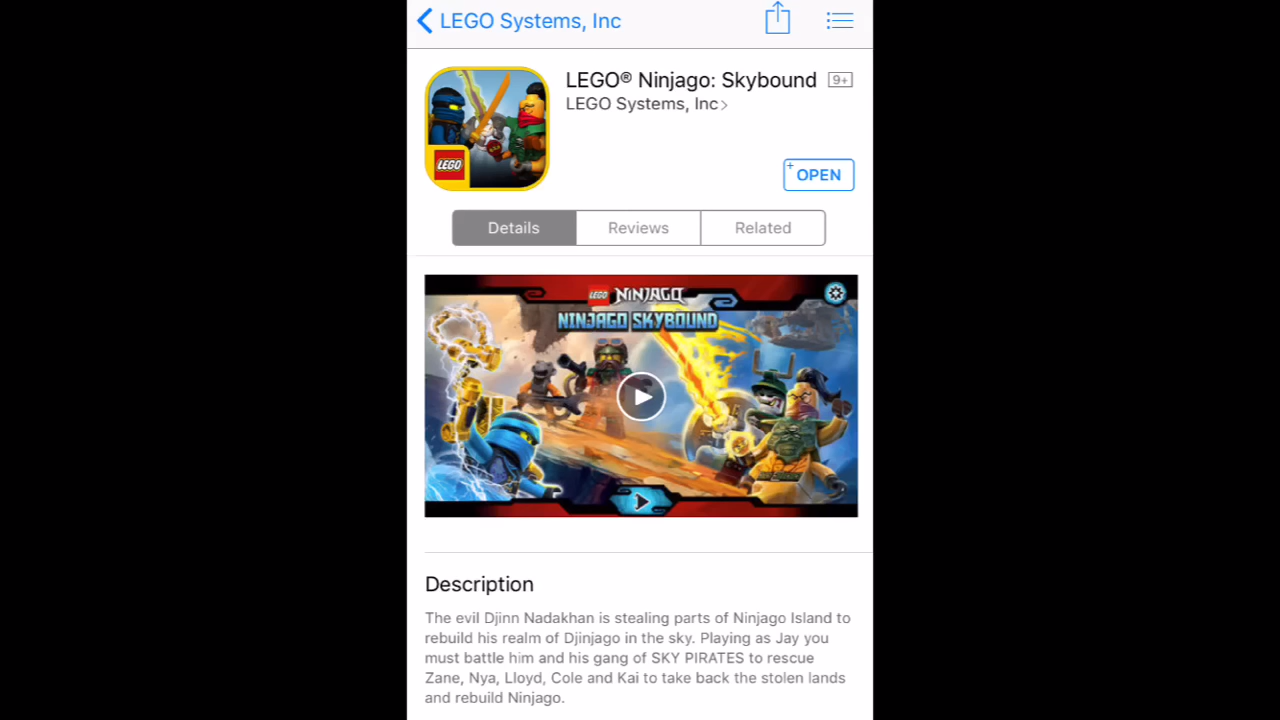 LEGO Systems, Inc
LEGO® Ninjago: Skybound 9+
LEGO Systems, Inc
LEGO
+ OPEN
Details Reviews Related
LEGO NINJAGO
NINJAGO SKYBOUND
Description
The evil Djinn Nadakhan is stealing parts of Ninjago Island to
rebuild his realm of Djinjago in the sky. Playing as Jay you
must battle him and his gang of SKY PIRATES to rescue
Zane, Nya, Lloyd, Cole and Kai to take back the stolen lands
and rebuild Ninjago.